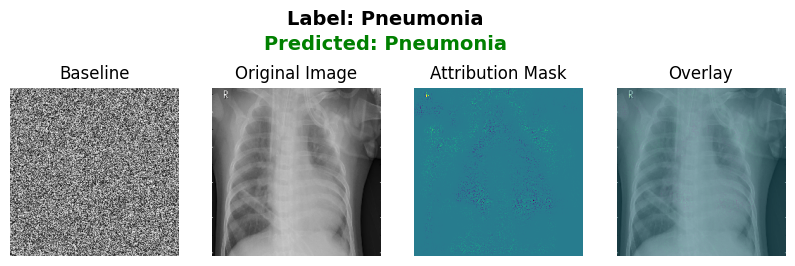 Label: Pneumonia
Predicted: Pneumonia
Baseline
Original Image
Attribution Mask
Overlay
R
R